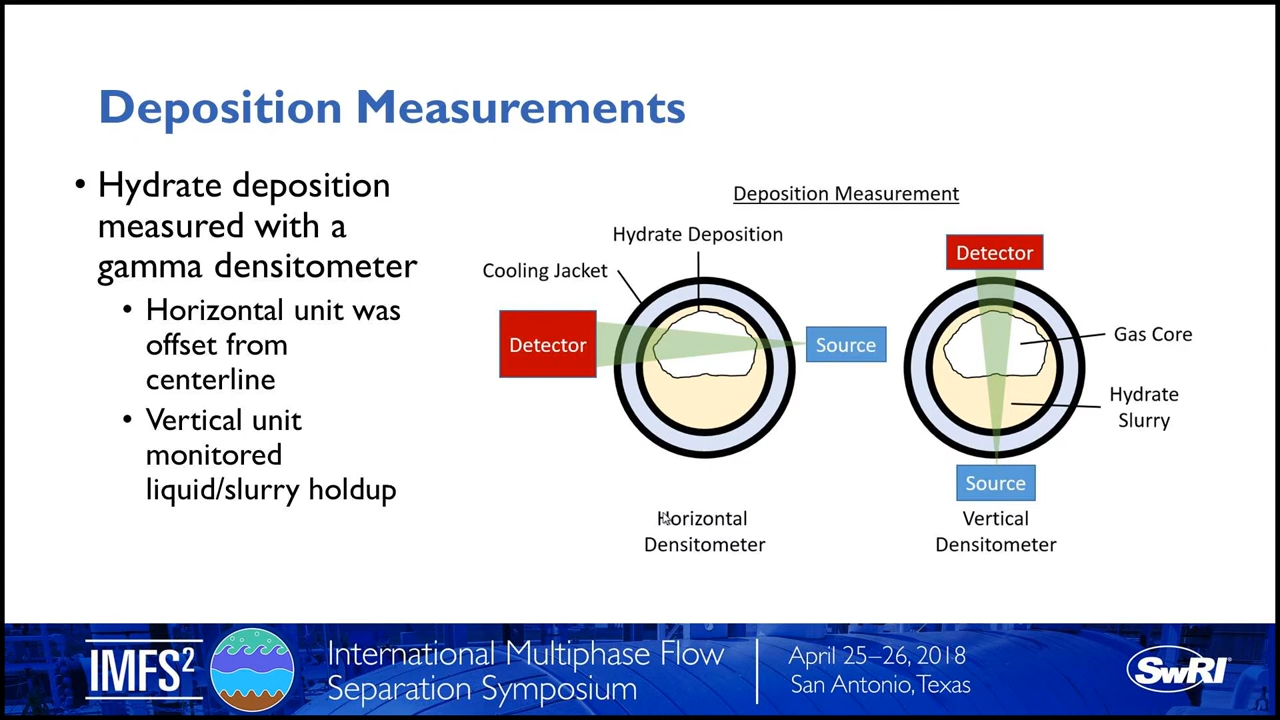 Deposition Measurements
• Hydrate deposition
measured with a
gamma densitometer
• Horizontal unit was
offset from
centerline
• Vertical unit
monitored
liquid/slurry holdup
Deposition Measurement
Hydrate Deposition
Cooling Jacket
Detector
Source
Horizontal
Densitometer
Detector
Gas Core
Hydrate
Slurry
Source
Vertical
Densitometer
IMFS²
International Multiphase Flow
Separation Symposium
April 25–26, 2018
San Antonio, Texas
SwRI®